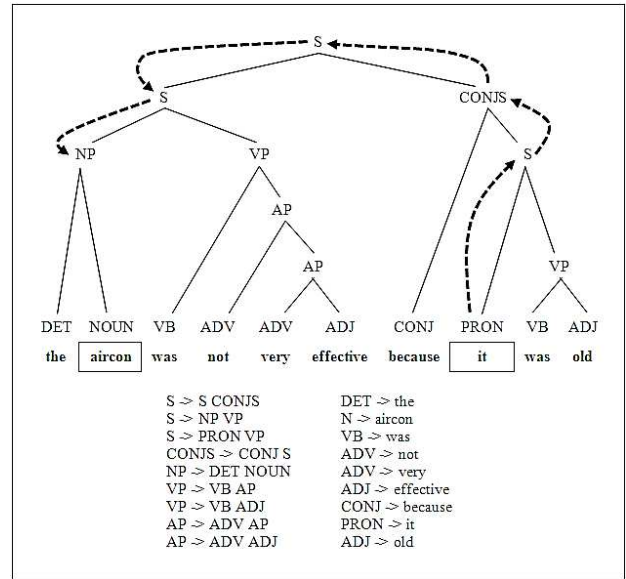 S
S CONJS
NP VP S
AP
AP VP
DET NOUN VB ADV ADV ADJ CONJ PRON VB ADJ
the aircon was not very effective because it was old
S -> S CONJS DET -> the
S -> NP VP N -> aircon
S -> PRON VP VB -> was
CONJS -> CONJ S ADV -> not
NP -> DET NOUN ADV -> very
VP -> VB AP ADJ -> effective
VP -> VB ADJ CONJ -> because
AP -> ADV AP PRON -> it
AP -> ADV ADJ ADJ -> old